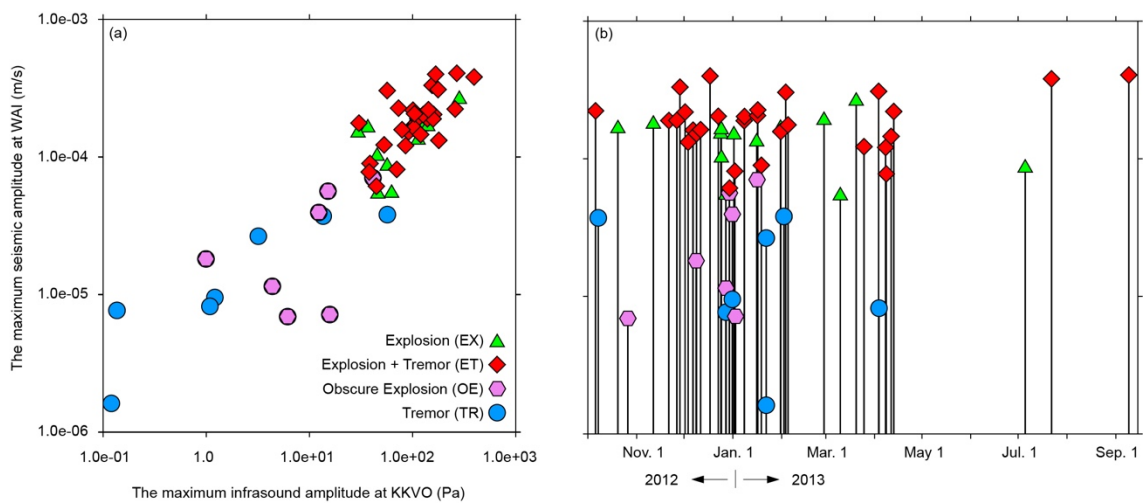 (a)
1.0e-03
1.0e-04
1.0e-05
1.0e-06
The maximum seismic amplitude at WAI (m/s)
Explosion (EX)
Explosion + Tremor (ET)
Obscure Explosion (OE)
Tremor (TR)
1.0e-01 1.0 1.0e+01 1.0e+02 1.0e+03
The maximum infrasound amplitude at KKVO (Pa)
(b)
Nov. 1 Jan. 1 Mar. 1 May 1 Jul. 1 Sep. 1
2012 2013